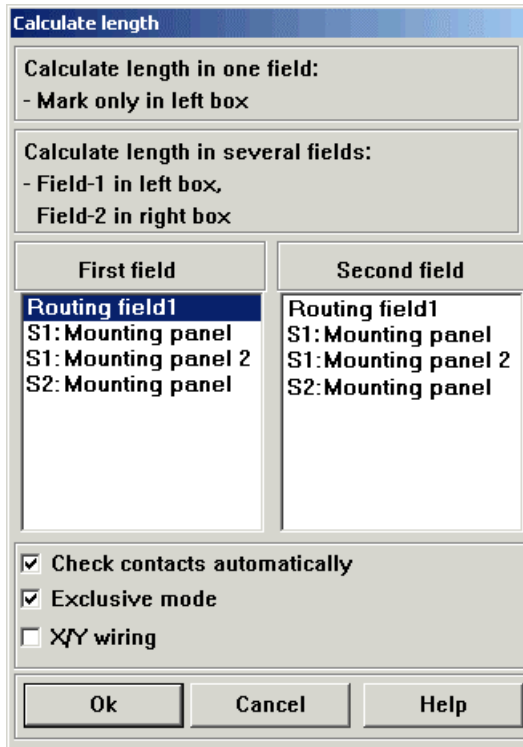 Calculate length
Calculate length in one field:
- Mark only in left box
Calculate length in several fields:
- Field-1 in left box,
Field-2 in right box
First field
Second field
Routing field1
S1:Mounting panel
S1:Mounting panel 2
S2:Mounting panel
Routing field1
S1:Mounting panel
S1:Mounting panel 2
S2:Mounting panel
Check contacts automatically
Exclusive mode
X/Y wiring
Ok
Cancel
Help